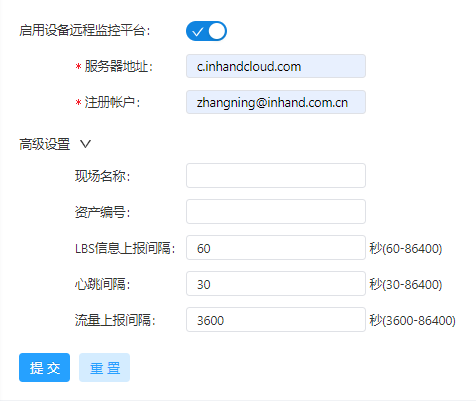 启用设备远程监控平台：
* 服务器地址： c.inhandcloud.com
* 注册帐户： zhangning@inhand.com.cn
高级设置
现场名称：
资产编号：
LBS信息上报间隔： 60 秒(60-86400)
心跳间隔： 30 秒(30-86400)
流量上报间隔： 3600 秒(3600-86400)
提 交 重 置